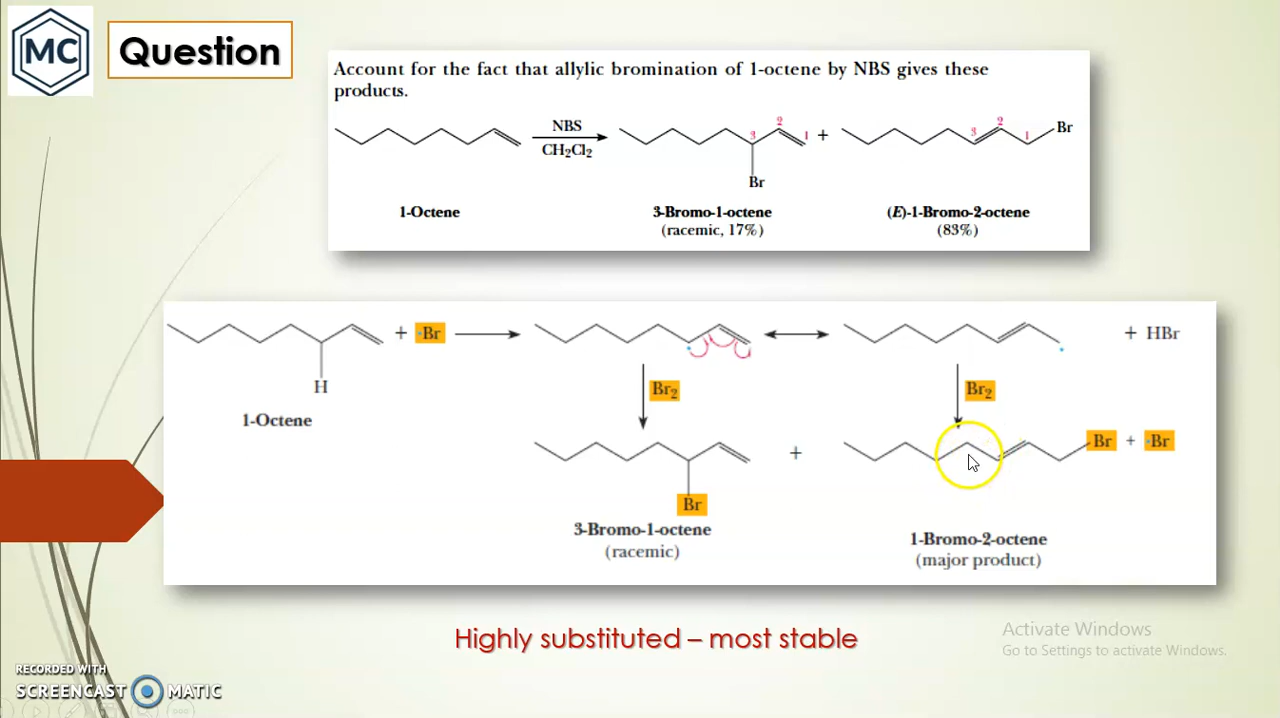 MC
Question
Account for the fact that allylic bromination of 1-octene by NBS gives these
products.
NBS
CH2Cl2
3
2
1
+
3
2
1
Br
Br
1-Octene
3-Bromo-1-octene
(racemic, 17%)
(E)-1-Bromo-2-octene
(83%)
+ ·Br
+ HBr
H
1-Octene
Br2
Br2
+
Br + ·Br
Br
3-Bromo-1-octene
(racemic)
1-Bromo-2-octene
(major product)
Highly substituted – most stable
Activate Windows
Go to Settings to activate Windows.
RECORDED WITH
SCREENCAST MATIC